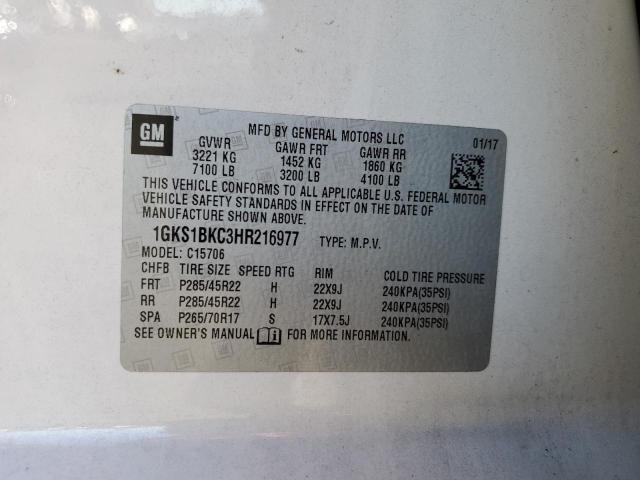 GM
MFD BY GENERAL MOTORS LLC 01/17
GVWR GAWR FRT GAWR RR
3221 KG 1452 KG 1860 KG
7100 LB 3200 LB 4100 LB
THIS VEHICLE CONFORMS TO ALL APPLICABLE U.S. FEDERAL MOTOR
VEHICLE SAFETY STANDARDS IN EFFECT ON THE DATE OF
MANUFACTURE SHOWN ABOVE.
1GKS1BKC3HR216977 TYPE: M.P.V.
MODEL: C15706
CHFB TIRE SIZE SPEED RTG RIM COLD TIRE PRESSURE
FRT P285/45R22 H 22X9J 240KPA(35PSI)
RR P285/45R22 H 22X9J 240KPA(35PSI)
SPA P265/70R17 S 17X7.5J 240KPA(35PSI)
SEE OWNER'S MANUAL FOR MORE INFORMATION.